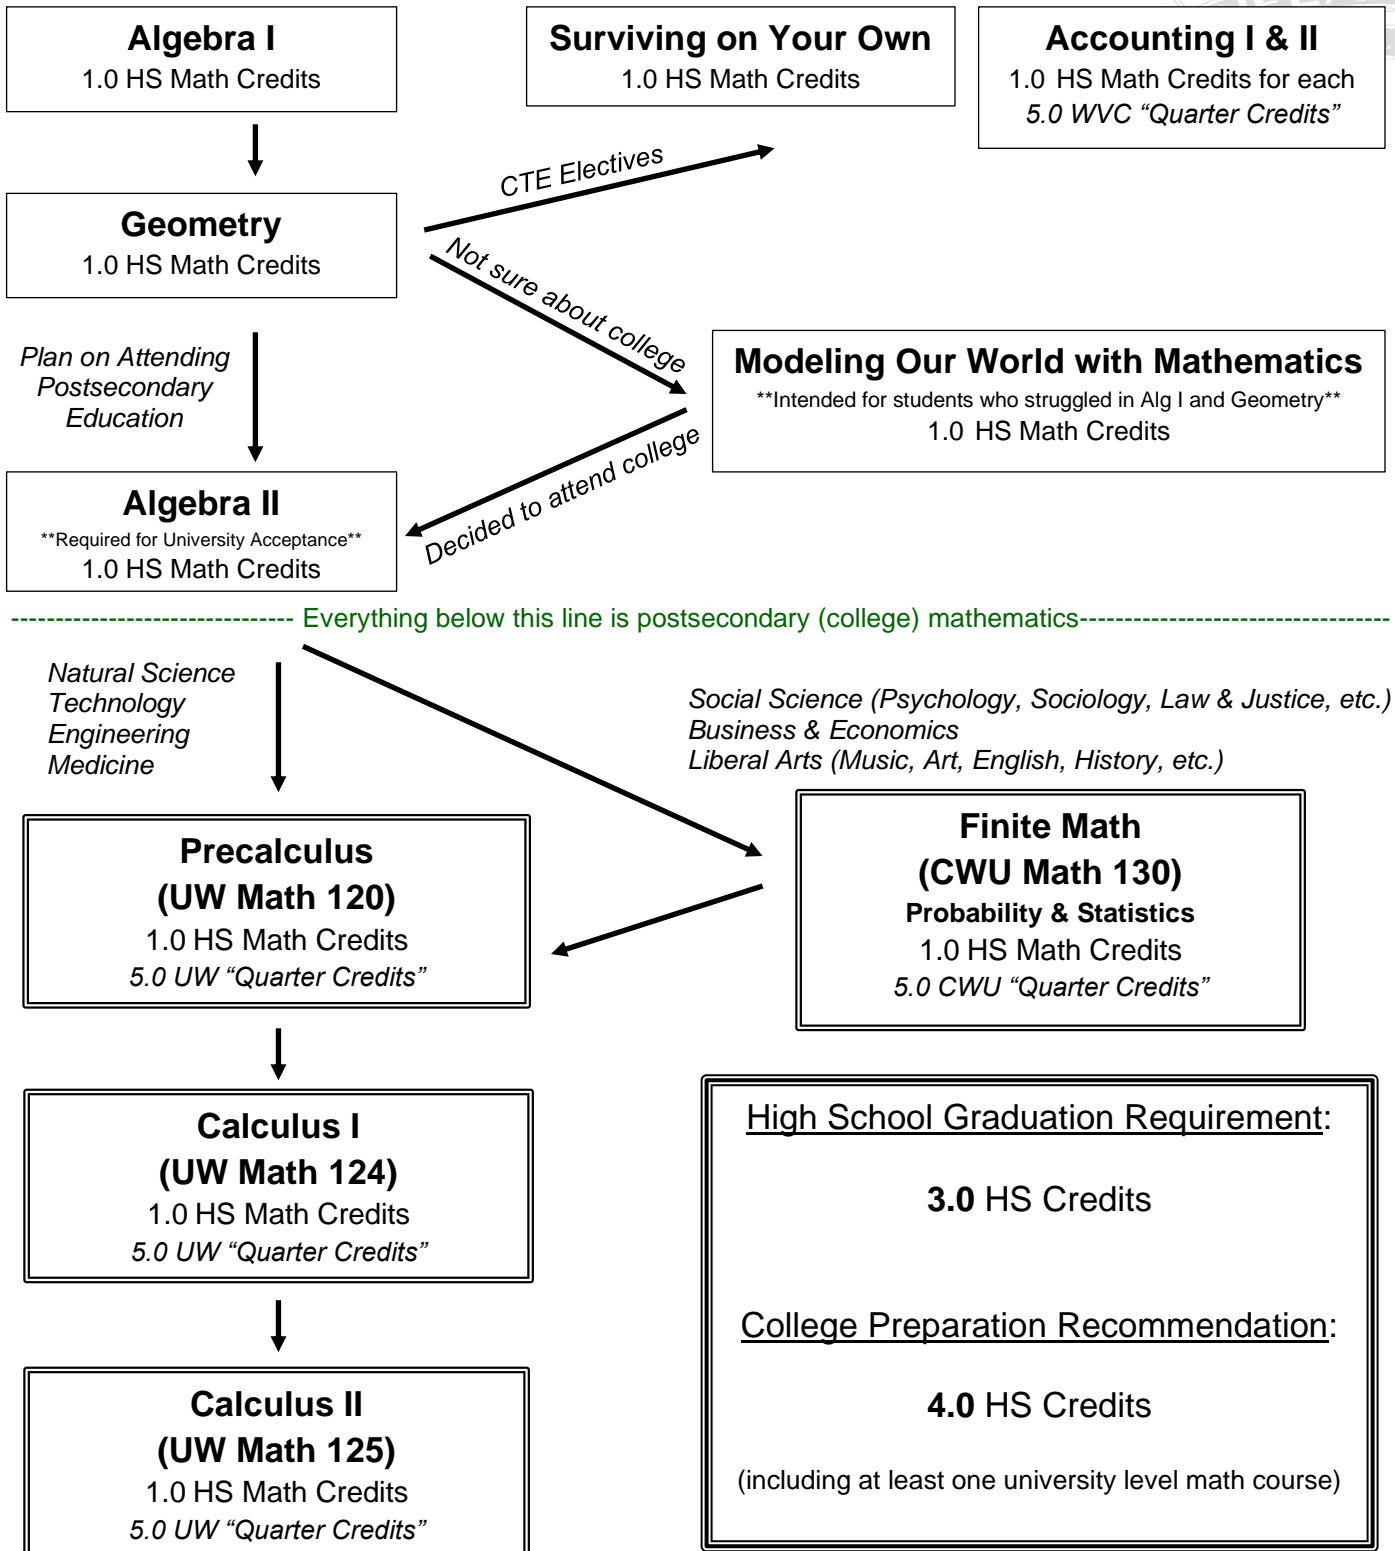 Algebra I
1.0 HS Math Credits
Surviving on Your Own
1.0 HS Math Credits
Accounting I & II
1.0 HS Math Credits for each
5.0 WVC “Quarter Credits”
CTE Electives
Geometry
1.0 HS Math Credits
Not sure about college
Plan on Attending
Postsecondary
Education
Modeling Our World with Mathematics
**Intended for students who struggled in Alg I and Geometry**
1.0 HS Math Credits
Decided to attend college
Algebra II
**Required for University Acceptance**
1.0 HS Math Credits
-------------------------------- Everything below this line is postsecondary (college) mathematics-----------------------------------
Natural Science
Technology
Engineering
Medicine
Social Science (Psychology, Sociology, Law & Justice, etc.)
Business & Economics
Liberal Arts (Music, Art, English, History, etc.)
Precalculus
(UW Math 120)
1.0 HS Math Credits
5.0 UW “Quarter Credits”
Finite Math
(CWU Math 130)
Probability & Statistics
1.0 HS Math Credits
5.0 CWU “Quarter Credits”
Calculus I
(UW Math 124)
1.0 HS Math Credits
5.0 UW “Quarter Credits”
High School Graduation Requirement:
3.0 HS Credits
College Preparation Recommendation:
4.0 HS Credits
(including at least one university level math course)
Calculus II
(UW Math 125)
1.0 HS Math Credits
5.0 UW “Quarter Credits”